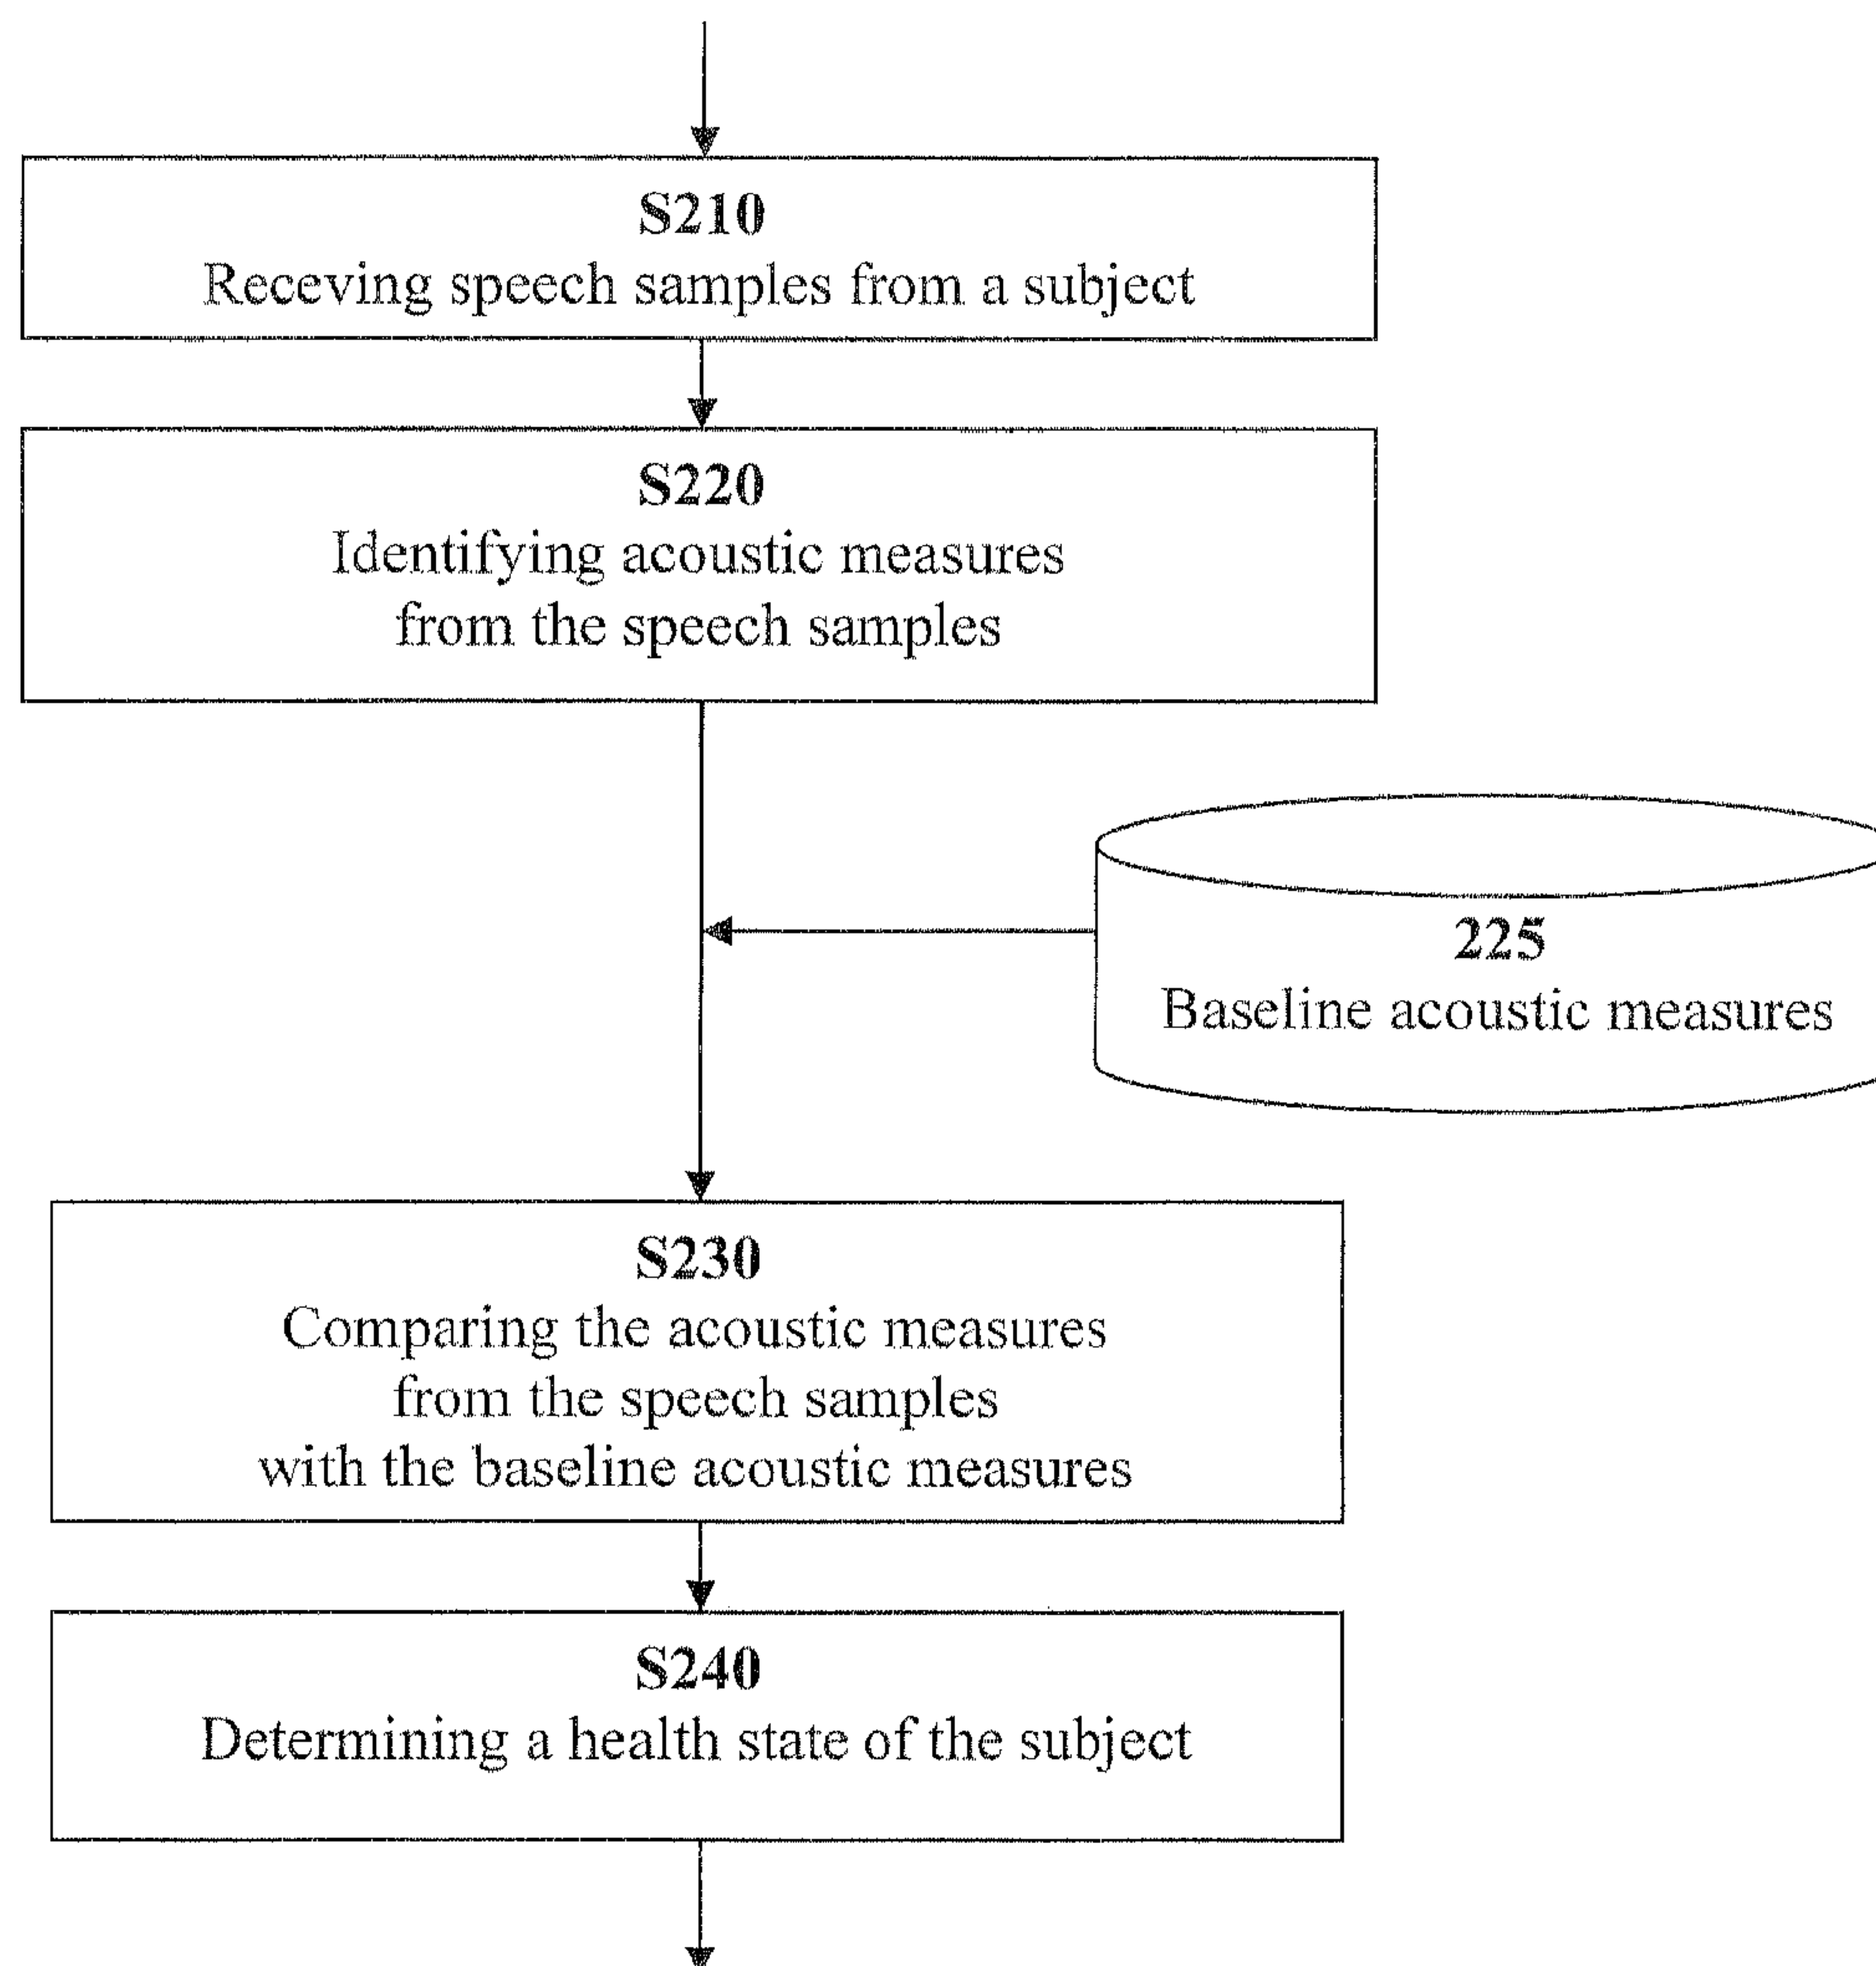 S210
Receving speech samples from a subject
S220
Identifying acoustic measures
from the speech samples
225
Baseline acoustic measures
S230
Comparing the acoustic measures
from the speech samples
with the baseline acoustic measures
S240
Determining a health state of the subject